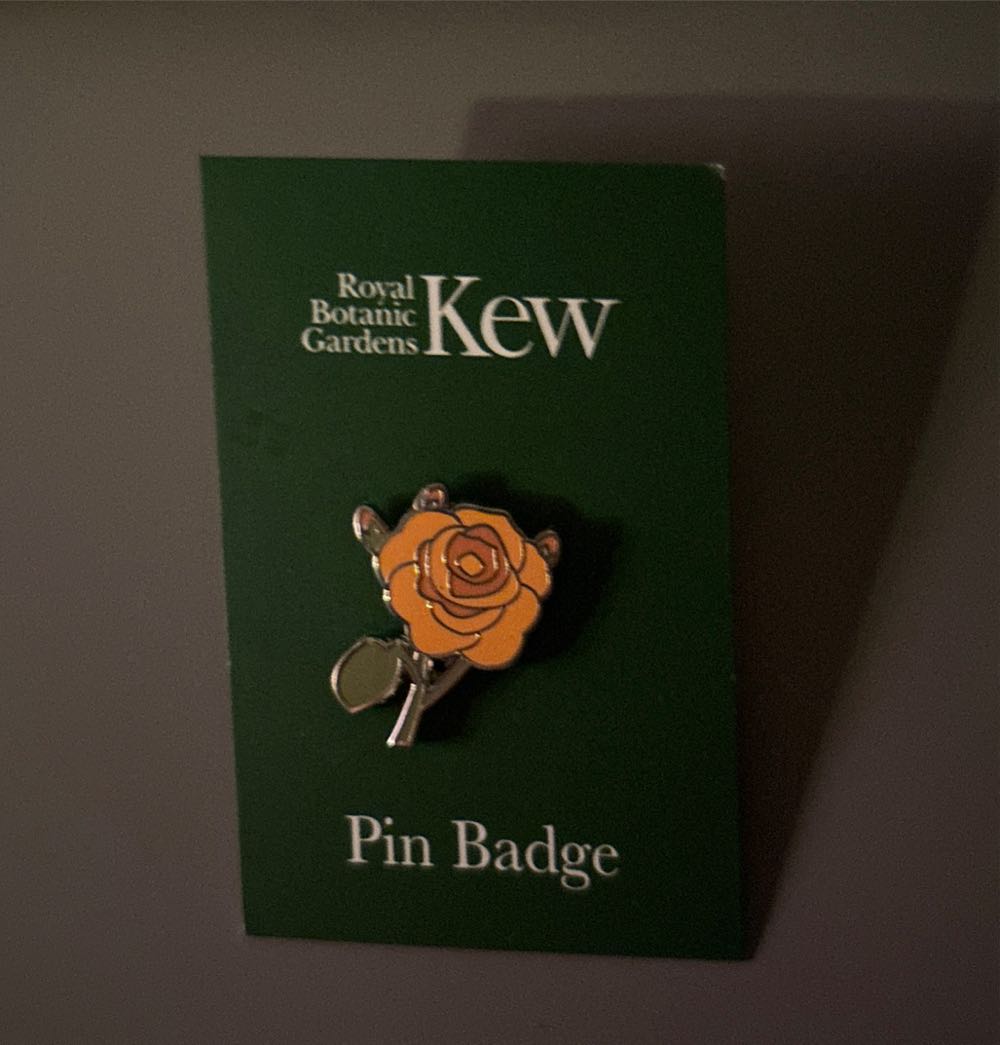 Royal
Botanic
Gardens
Kew
Pin Badge